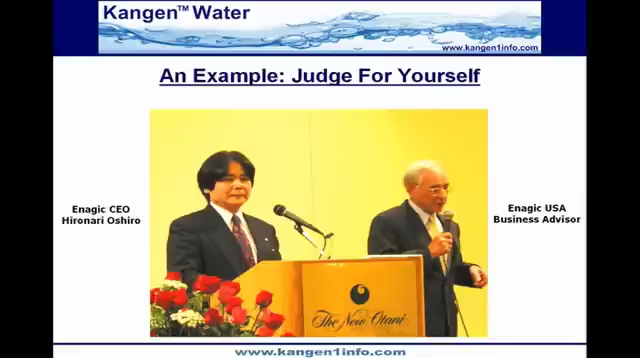 Kangen™ Water
www.kangen1info.com
An Example: Judge For Yourself
Enagic CEO
Hironari Oshiro
Enagic USA
Business Advisor
The New Otani
www.kangen1info.com